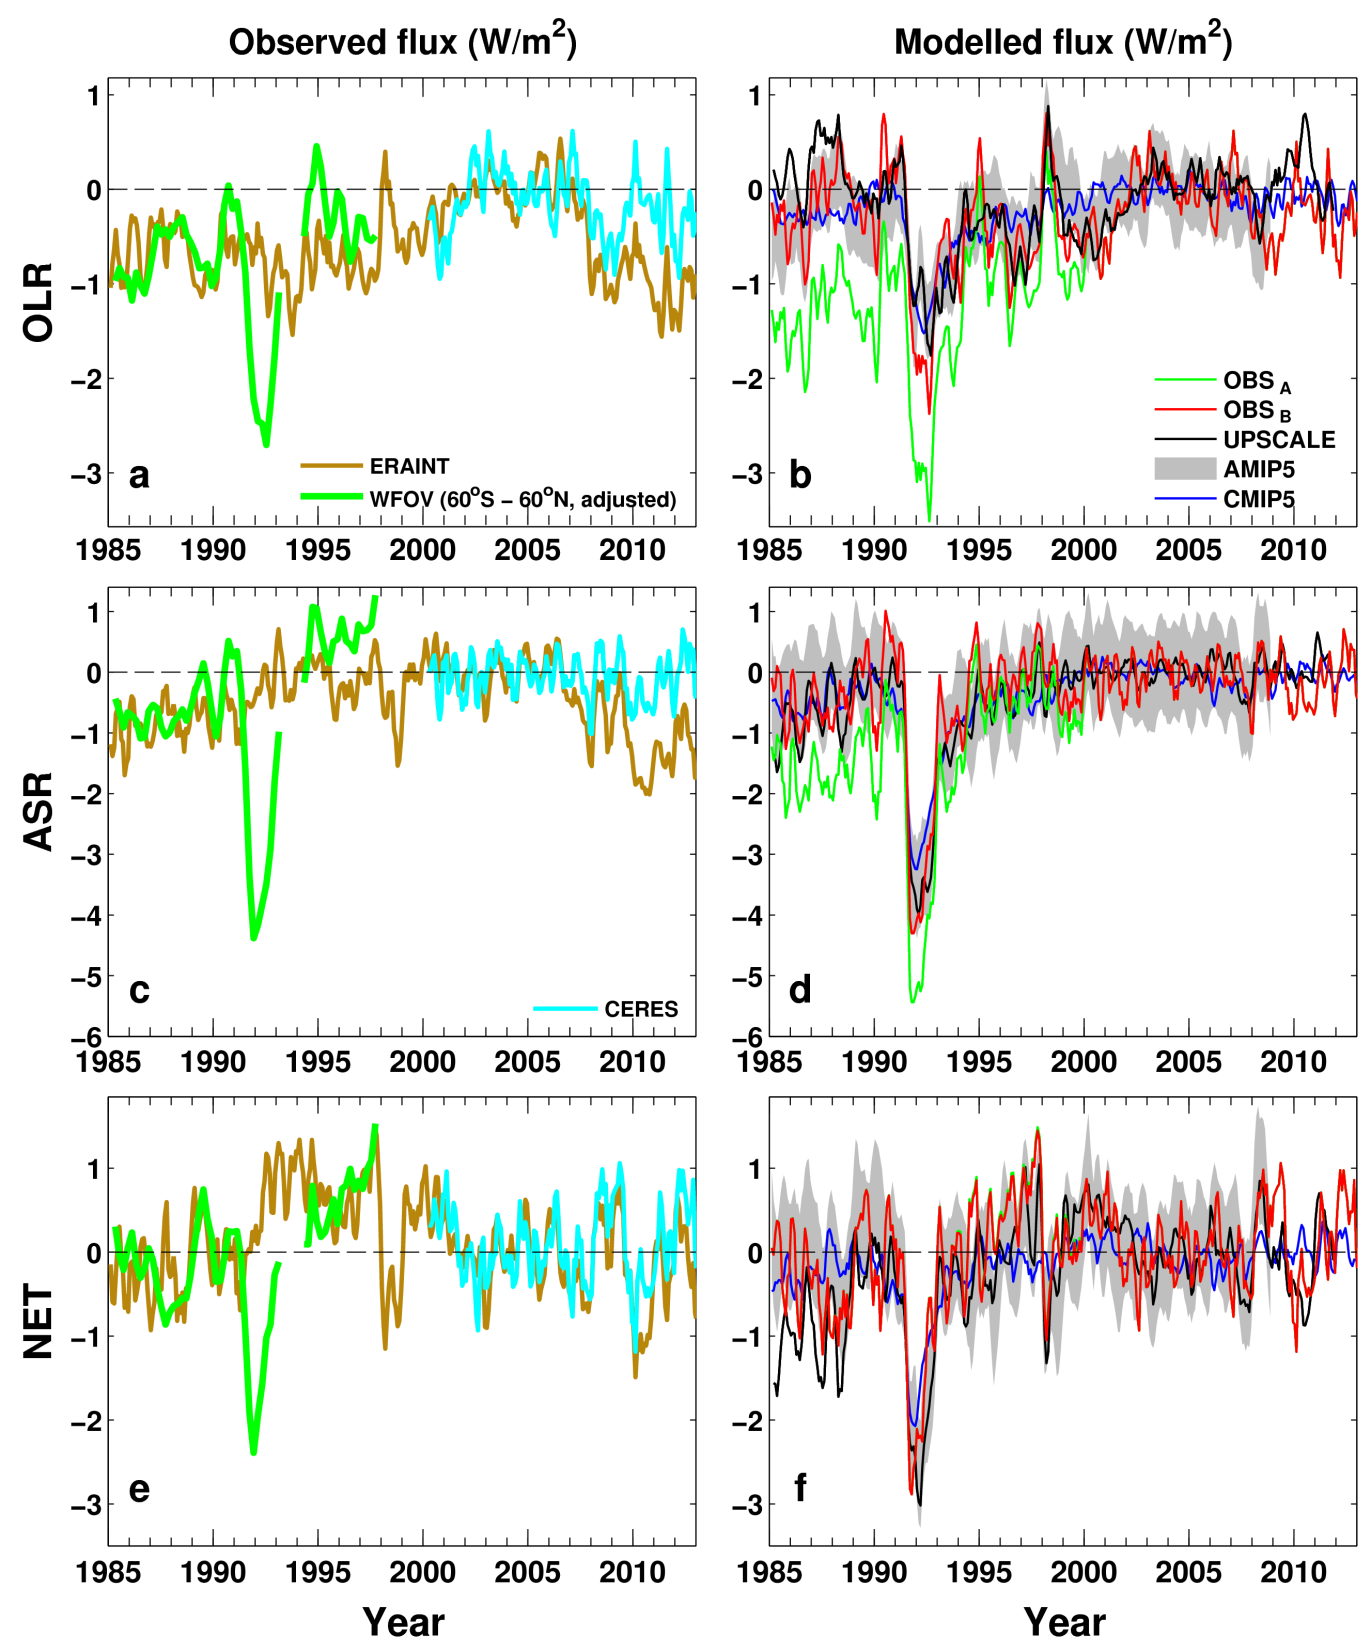 Observed flux (W/m2)
Modelled flux (W/m2)
OLR
1
0
−1
−2
−3
a
ERAINT
WFOV (60oS − 60oN, adjusted)
1985 1990 1995 2000 2005 2010
1
0
−1
−2
−3
b
OBS A
OBS B
UPSCALE
AMIP5
CMIP5
1985 1990 1995 2000 2005 2010
ASR
1
0
−1
−2
−3
−4
−5
−6
c
CERES
1985 1990 1995 2000 2005 2010
1
0
−1
−2
−3
−4
−5
−6
d
1985 1990 1995 2000 2005 2010
NET
1
0
−1
−2
−3
e
1985 1990 1995 2000 2005 2010
Year
1
0
−1
−2
−3
f
1985 1990 1995 2000 2005 2010
Year